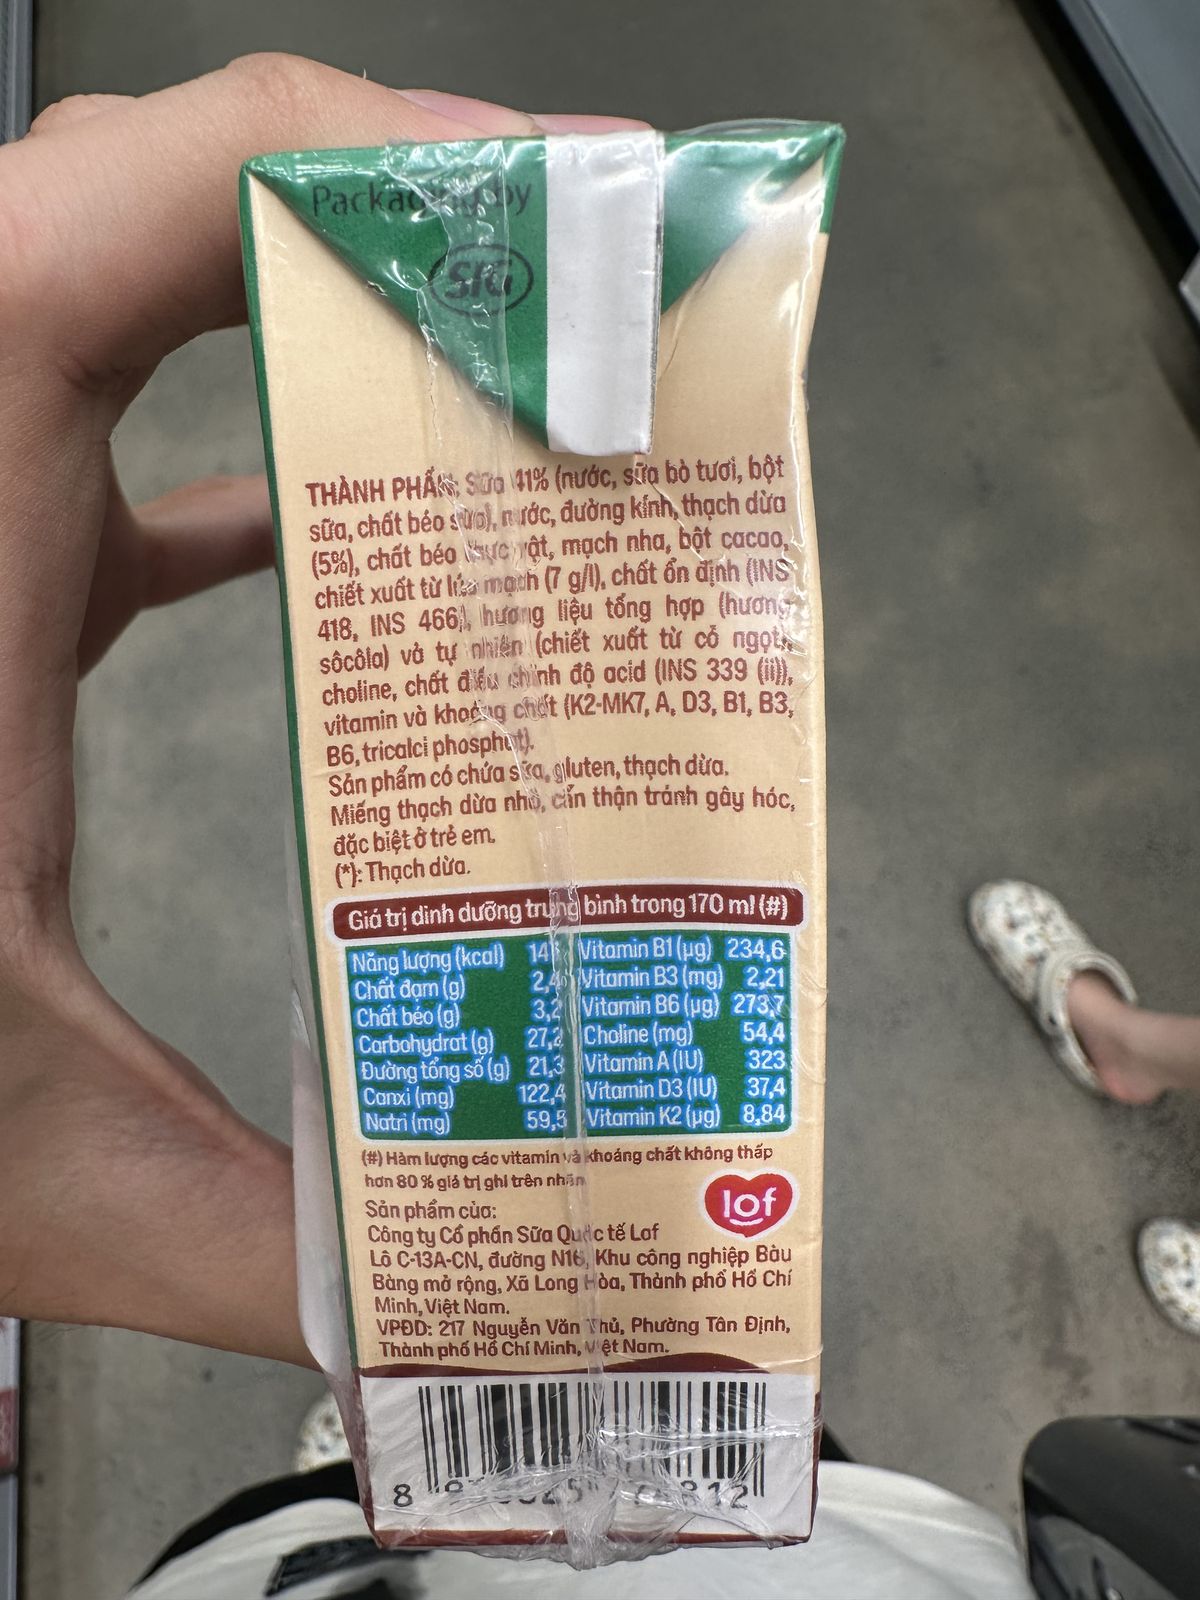 Packaging by
SIG
THÀNH PHẦN: Sữa 41% (nước, sữa bò tươi, bột
sữa, chất béo sữa), nước, đường kính, thạch dừa
(5%), chất béo thực vật, mạch nha, bột cacao,
chiết xuất từ lúa mạch (7 g/l), chất ổn định (INS
418, INS 466), hương liệu tổng hợp (hương
sôcôla) và tự nhiên (chiết xuất từ cỏ ngọt),
choline, chất điều chỉnh độ acid (INS 339 (ii)),
vitamin và khoáng chất (K2-MK7, A, D3, B1, B3,
B6, tricalci phosphat).
Sản phẩm có chứa sữa, gluten, thạch dừa.
Miếng thạch dừa nhỏ, cẩn thận tránh gây hóc,
đặc biệt ở trẻ em.
(*): Thạch dừa.
Giá trị dinh dưỡng trung bình trong 170 ml (#)
Năng lượng (kcal) Vitamin B1 (µg) 234,6
Chất đạm (g) Vitamin B3 (mg) 2,21
Chất béo (g) 3,2 Vitamin B6 (µg) 273,7
Carbohydrat (g) 27,2 Choline (mg) 54,4
Đường tổng số (g) 21,3 Vitamin A (IU) 323
Canxi (mg) 122,4 Vitamin D3 (IU) 37,4
Natri (mg) 59,5 Vitamin K2 (µg) 8,84
(#) Hàm lượng các vitamin và khoáng chất không thấp
hơn 80 % giá trị ghi trên nhãn
lof
Sản phẩm của:
Công ty Cổ phần Sữa Quốc tế Lof
Lô C-13A-CN, đường N16, Khu công nghiệp Bàu
Bàng mở rộng, Xã Long Hòa, Thành phố Hồ Chí
Minh, Việt Nam.
VPĐD: 217 Nguyễn Văn Thủ, Phường Tân Định,
Thành phố Hồ Chí Minh, Việt Nam.
8